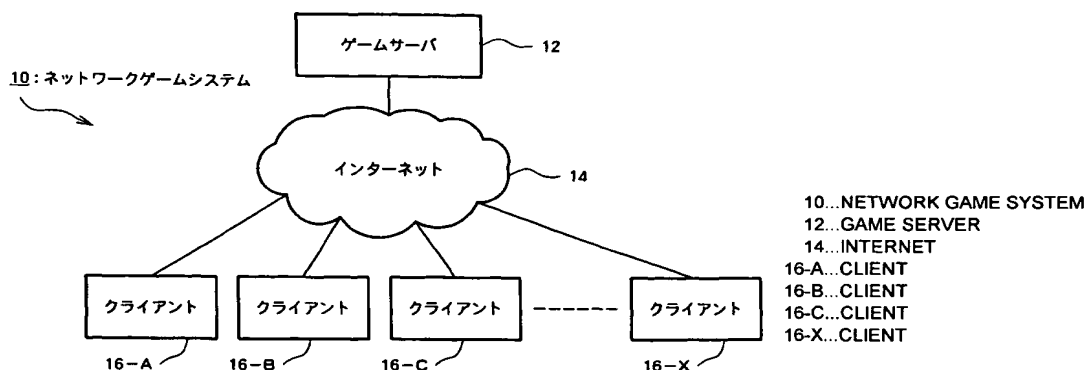 ゲームサーバ
12
10:ネットワークゲームシステム
インターネット
14
10...NETWORK GAME SYSTEM
12...GAME SERVER
14...INTERNET
16-A...CLIENT
16-B...CLIENT
16-C...CLIENT
16-X...CLIENT
クライアント クライアント クライアント クライアント
16-A 16-B 16-C 16-X